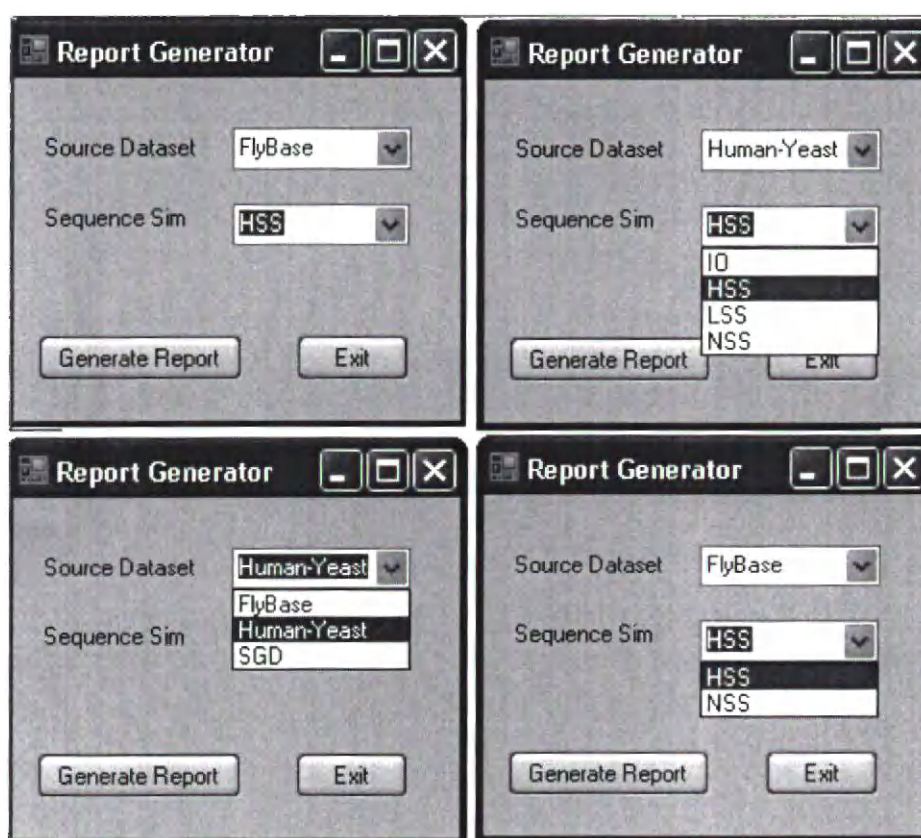 Report Generator
Source Dataset FlyBase
Sequence Sim HSS
Generate Report Exit
Report Generator
Source Dataset Human-Yeast
Sequence Sim HSS
IO
HSS
LSS
NSS
Generate Report Exit
Report Generator
Source Dataset Human-Yeast
FlyBase
Sequence Sim Human-Yeast
SGD
Generate Report Exit
Report Generator
Source Dataset FlyBase
Sequence Sim HSS
HSS
NSS
Generate Report Exit